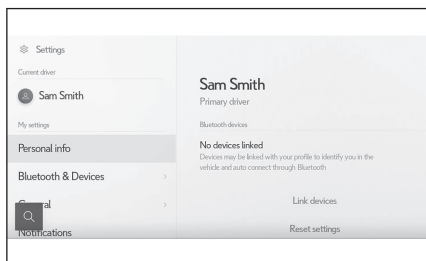 Settings
Current driver
Sam Smith
My settings
Personal info
Bluetooth & Devices
General
Notifications
Sam Smith
Primary driver
Bluetooth devices
No devices linked
Devices may be linked with your profile to identify you in the
vehicle and auto connect through Bluetooth
Link devices
Reset settings